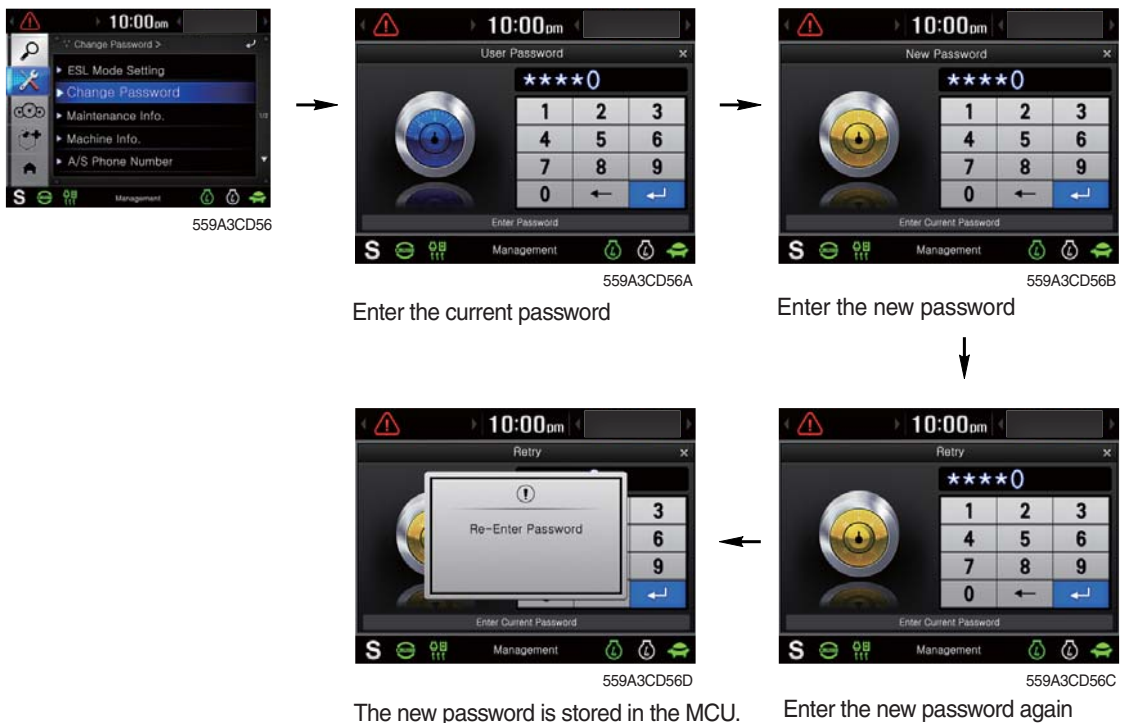 10:00pm
Change Password >
ESL Mode Setting
Change Password
Maintenance Info.
1/2
Machine Info.
A/S Phone Number
S
Management
559A3CD56
10:00pm
User Password ×
****0
1 2 3
4 5 6
7 8 9
0 ←
Enter Password
S Management
559A3CD56A
Enter the current password
10:00pm
New Password ×
****0
1 2 3
4 5 6
7 8 9
0 ←
Enter Current Password
S Management
559A3CD56B
Enter the new password
10:00pm
Retry ×
****0
1 2 3
4 5 6
7 8 9
0 ←
Enter Current Password
S Management
559A3CD56C
Enter the new password again
10:00pm
Retry ×
Re-Enter Password
3
6
9
Enter Current Password
S Management
559A3CD56D
The new password is stored in the MCU.